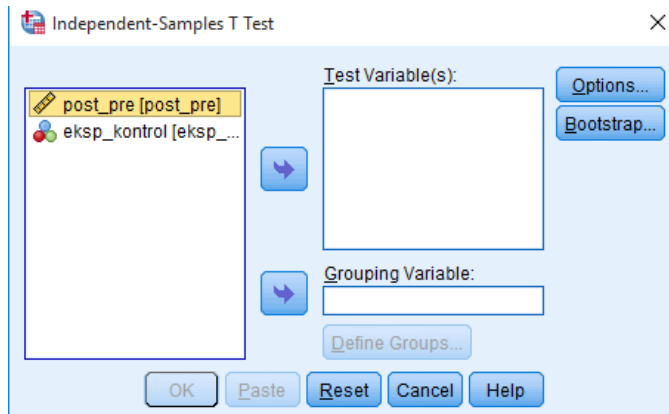 Independent-Samples T Test
Test Variable(s):
post_pre [post_pre]
eksp_kontrol [eksp_...
Options...
Bootstrap...
Grouping Variable:
Define Groups...
OK
Paste
Reset
Cancel
Help